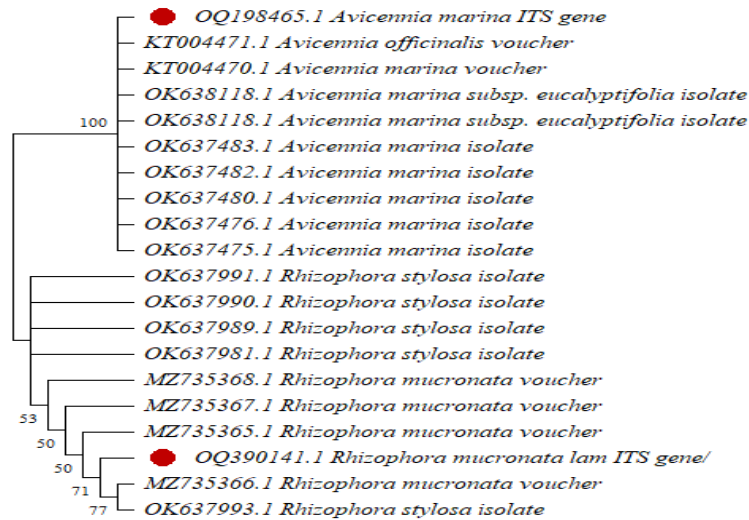 OQ198465.1 Avicennia marina ITS gene
KT004471.1 Avicennia officinalis voucher
KT004470.1 Avicennia marina voucher
OK638118.1 Avicennia marina subsp. eucalyptifolia isolate
OK638118.1 Avicennia marina subsp. eucalyptifolia isolate
100
OK637483.1 Avicennia marina isolate
OK637482.1 Avicennia marina isolate
OK637480.1 Avicennia marina isolate
OK637476.1 Avicennia marina isolate
OK637475.1 Avicennia marina isolate
OK637991.1 Rhizophora stylosa isolate
OK637990.1 Rhizophora stylosa isolate
OK637989.1 Rhizophora stylosa isolate
OK637981.1 Rhizophora stylosa isolate
MZ735368.1 Rhizophora mucronata voucher
MZ735367.1 Rhizophora mucronata voucher
53
MZ735365.1 Rhizophora mucronata voucher
50
OQ390141.1 Rhizophora mucronata lam ITS gene/
50
MZ735366.1 Rhizophora mucronata voucher
71
OK637993.1 Rhizophora stylosa isolate
77